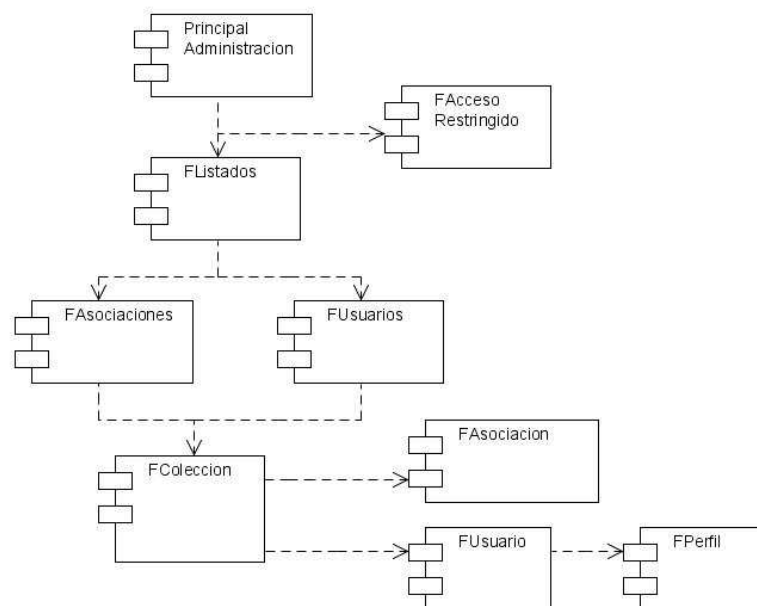 Principal
Administracion
FAcceso
Restringido
FListados
FAsociaciones
FUsuarios
FAsociacion
FColeccion
FUsuario
FPerfil